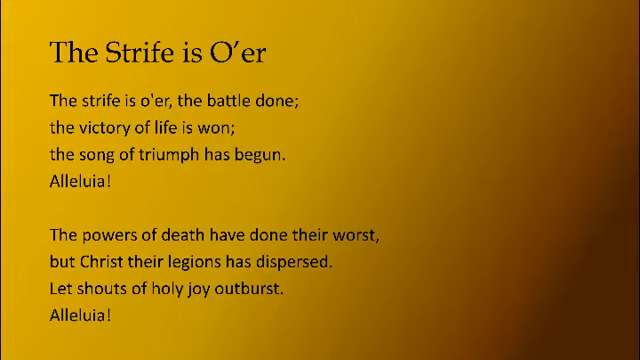 The Strife is O’er
The strife is o'er, the battle done;
the victory of life is won;
the song of triumph has begun.
Alleluia!
The powers of death have done their worst,
but Christ their legions has dispersed.
Let shouts of holy joy outburst.
Alleluia!